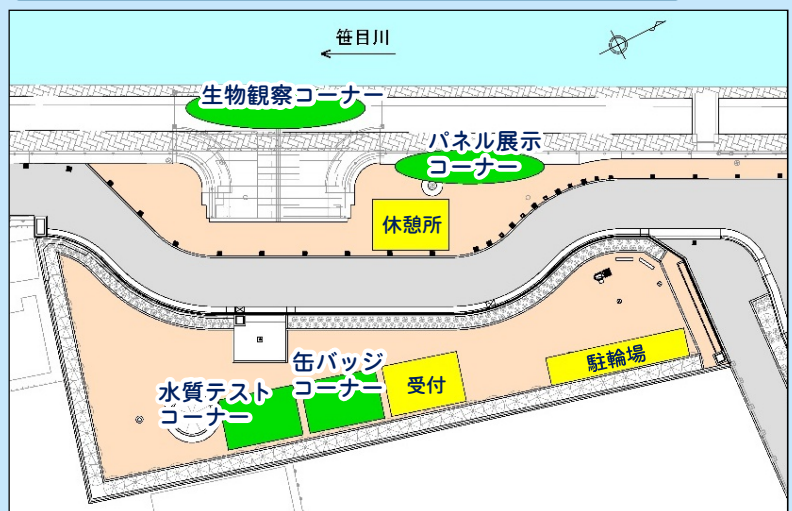 笹目川
生物観察コーナー
パネル展示
コーナー
休憩所
缶バッジ
コーナー
受付
駐輪場
水質テスト
コーナー